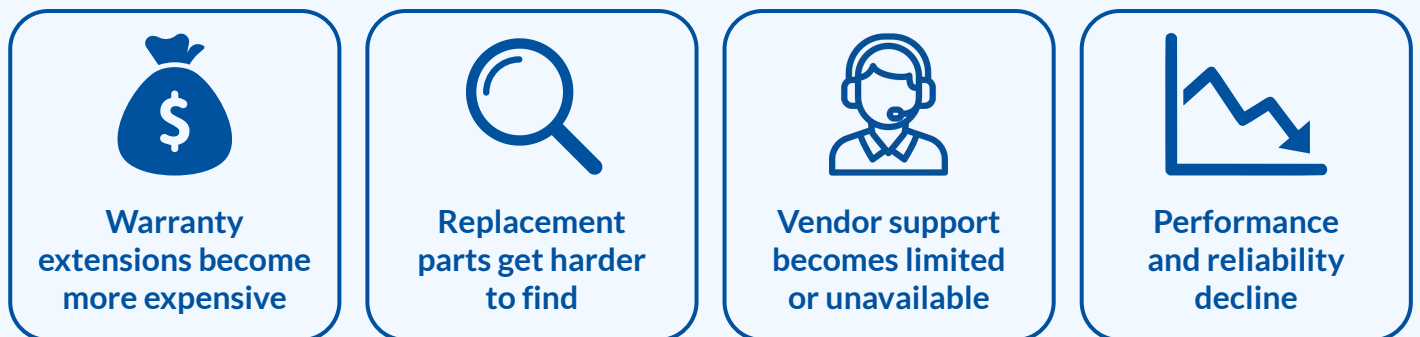 $
Warranty
extensions become
more expensive
Replacement
parts get harder
to find
Vendor support
becomes limited
or unavailable
Performance
and reliability
decline